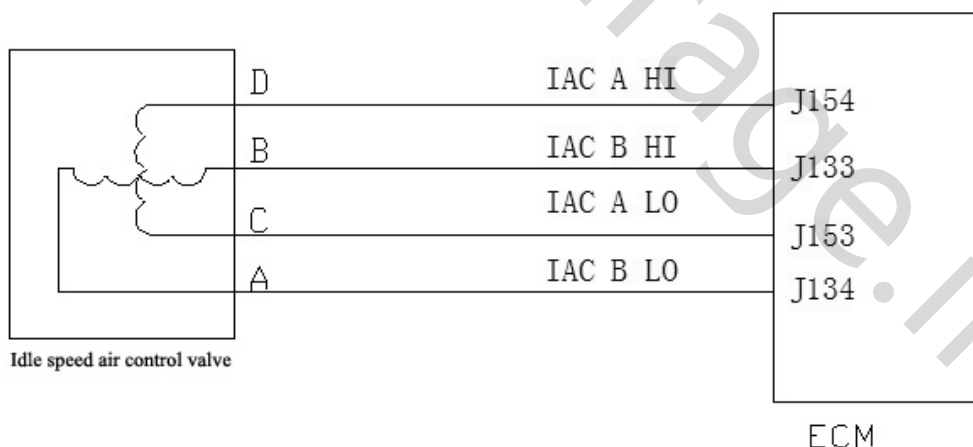 D IAC A HI J154
B IAC B HI J133
C IAC A LO J153
A IAC B LO J134
Idle speed air control valve
ECM